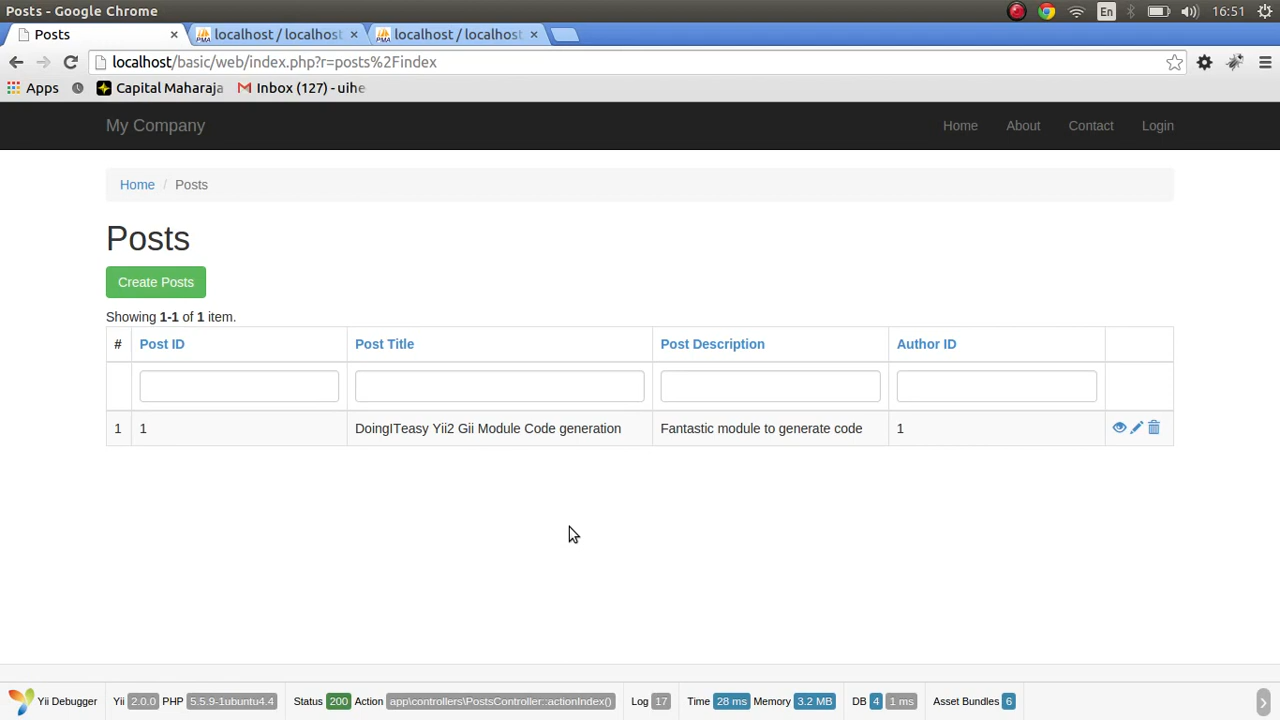 Posts - Google Chrome En 16:51
Posts × localhost / localhost × localhost / localhost ×
localhost/basic/web/index.php?r=posts%2Findex
Apps Capital Maharaja Inbox (127) - uihe
My Company Home About Contact Login
Home / Posts
Posts
Create Posts
Showing 1-1 of 1 item.
# Post ID Post Title Post Description Author ID
1 1 DoingITeasy Yii2 Gii Module Code generation Fantastic module to generate code 1
Yii Debugger Yii 2.0.0 PHP 5.5.9-1ubuntu4.4 Status 200 Action app\controllers\PostsController::actionIndex() Log 17 Time 28 ms Memory 3.2 MB DB 4 1 ms Asset Bundles 6